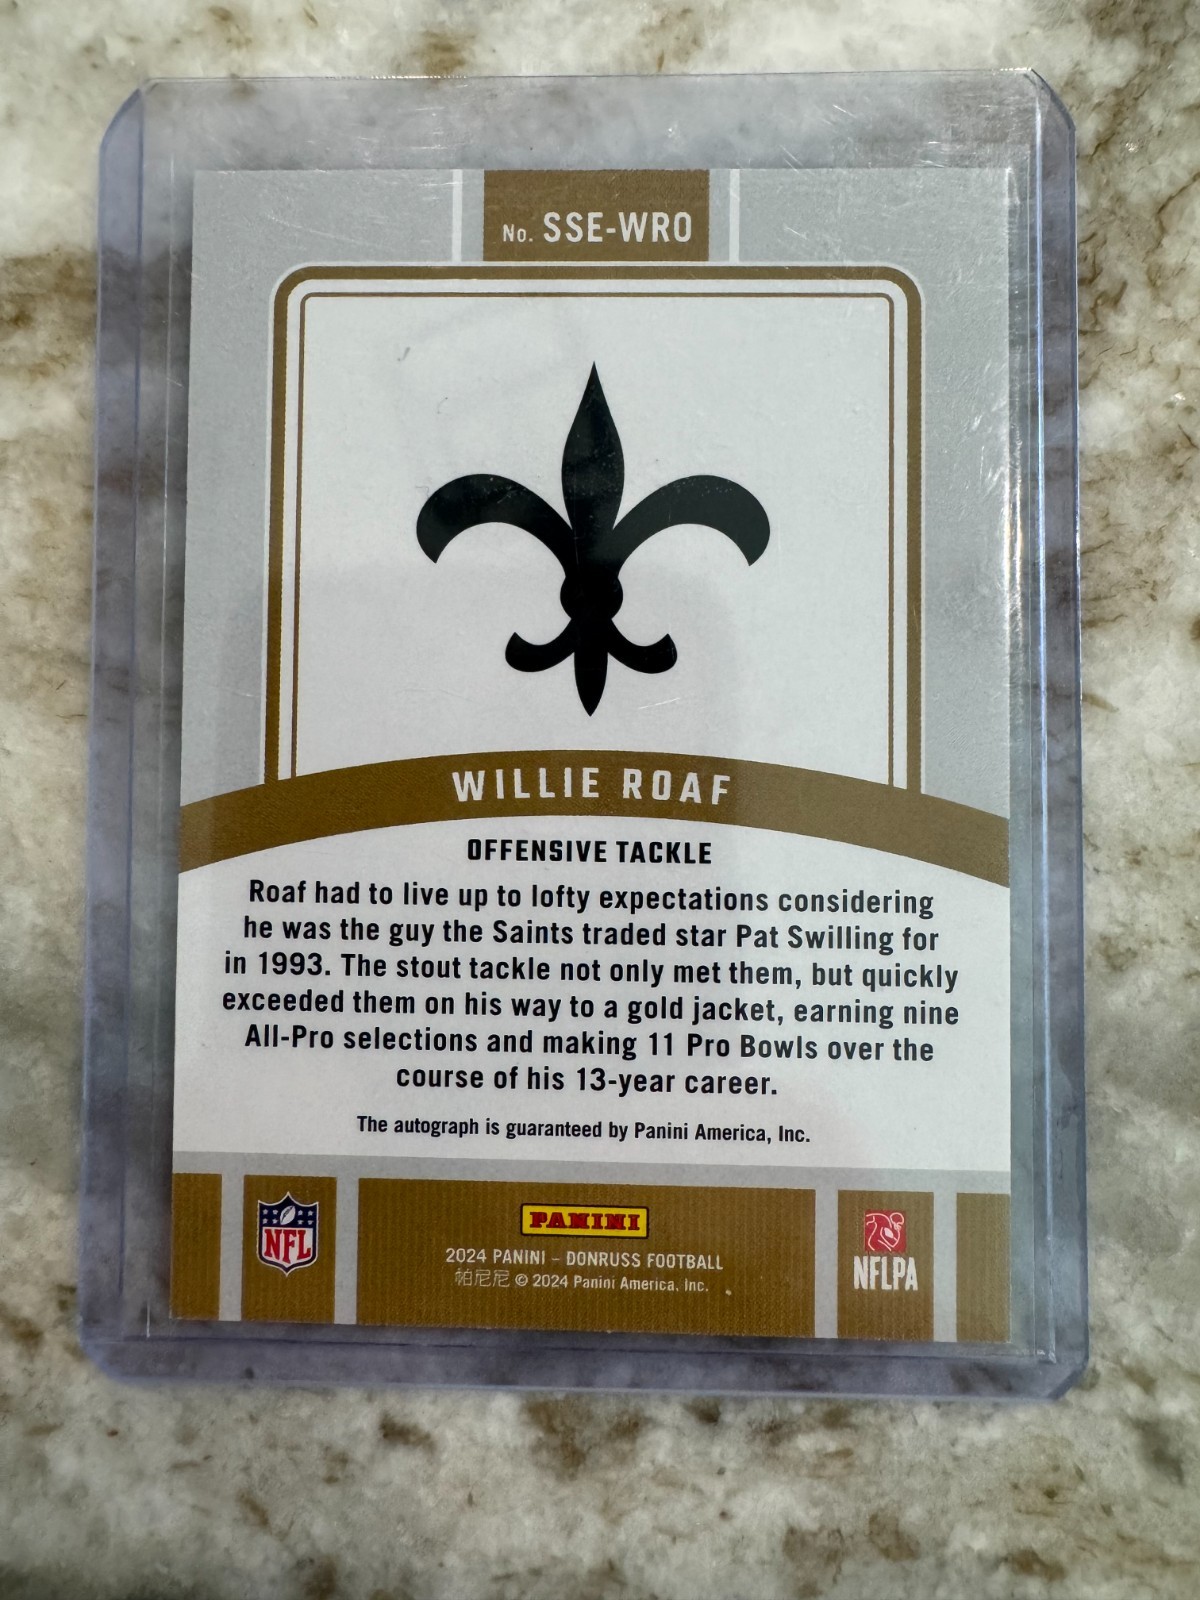 No. SSE-WRO
WILLIE ROAF
OFFENSIVE TACKLE
Roaf had to live up to lofty expectations considering
he was the guy the Saints traded star Pat Swilling for
in 1993. The stout tackle not only met them, but quickly
exceeded them on his way to a gold jacket, earning nine
All-Pro selections and making 11 Pro Bowls over the
course of his 13-year career.
The autograph is guaranteed by Panini America, Inc.
NFL
PANINI
2024 PANINI – DONRUSS FOOTBALL
帕尼尼 © 2024 Panini America, Inc.
NFLPA